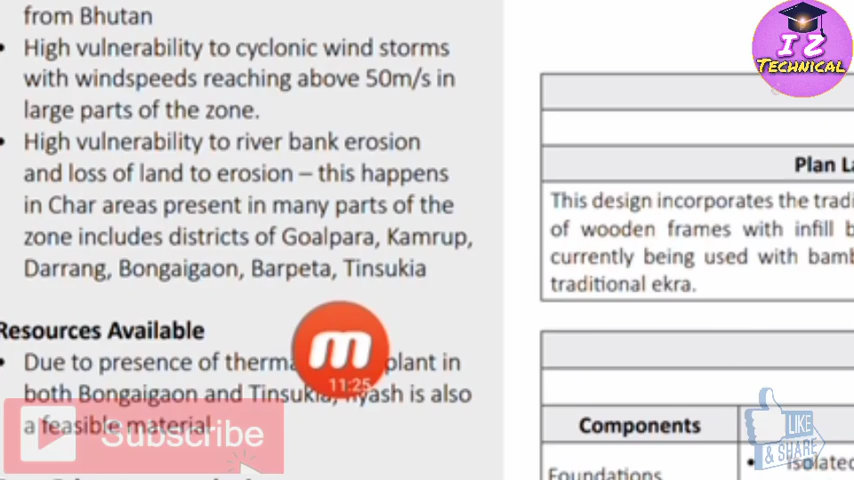 from Bhutan
• High vulnerability to cyclonic wind storms
with windspeeds reaching above 50m/s in
large parts of the zone.
• High vulnerability to river bank erosion
and loss of land to erosion – this happens
in Char areas present in many parts of the
zone includes districts of Goalpara, Kamrup,
Darrang, Bongaigaon, Barpeta, Tinsukia
Resources Available
• Due to presence of plant in
both Bongaigaon and Tinsukia, is also
a feasible material.
I Z
TECHNICAL
Plan
This design incorporates the
of wooden frames with infill
currently being used with
traditional ekra.
Components
• Isolated
Foundations
m
11:25
Subscribe
LIKE
& SHARE